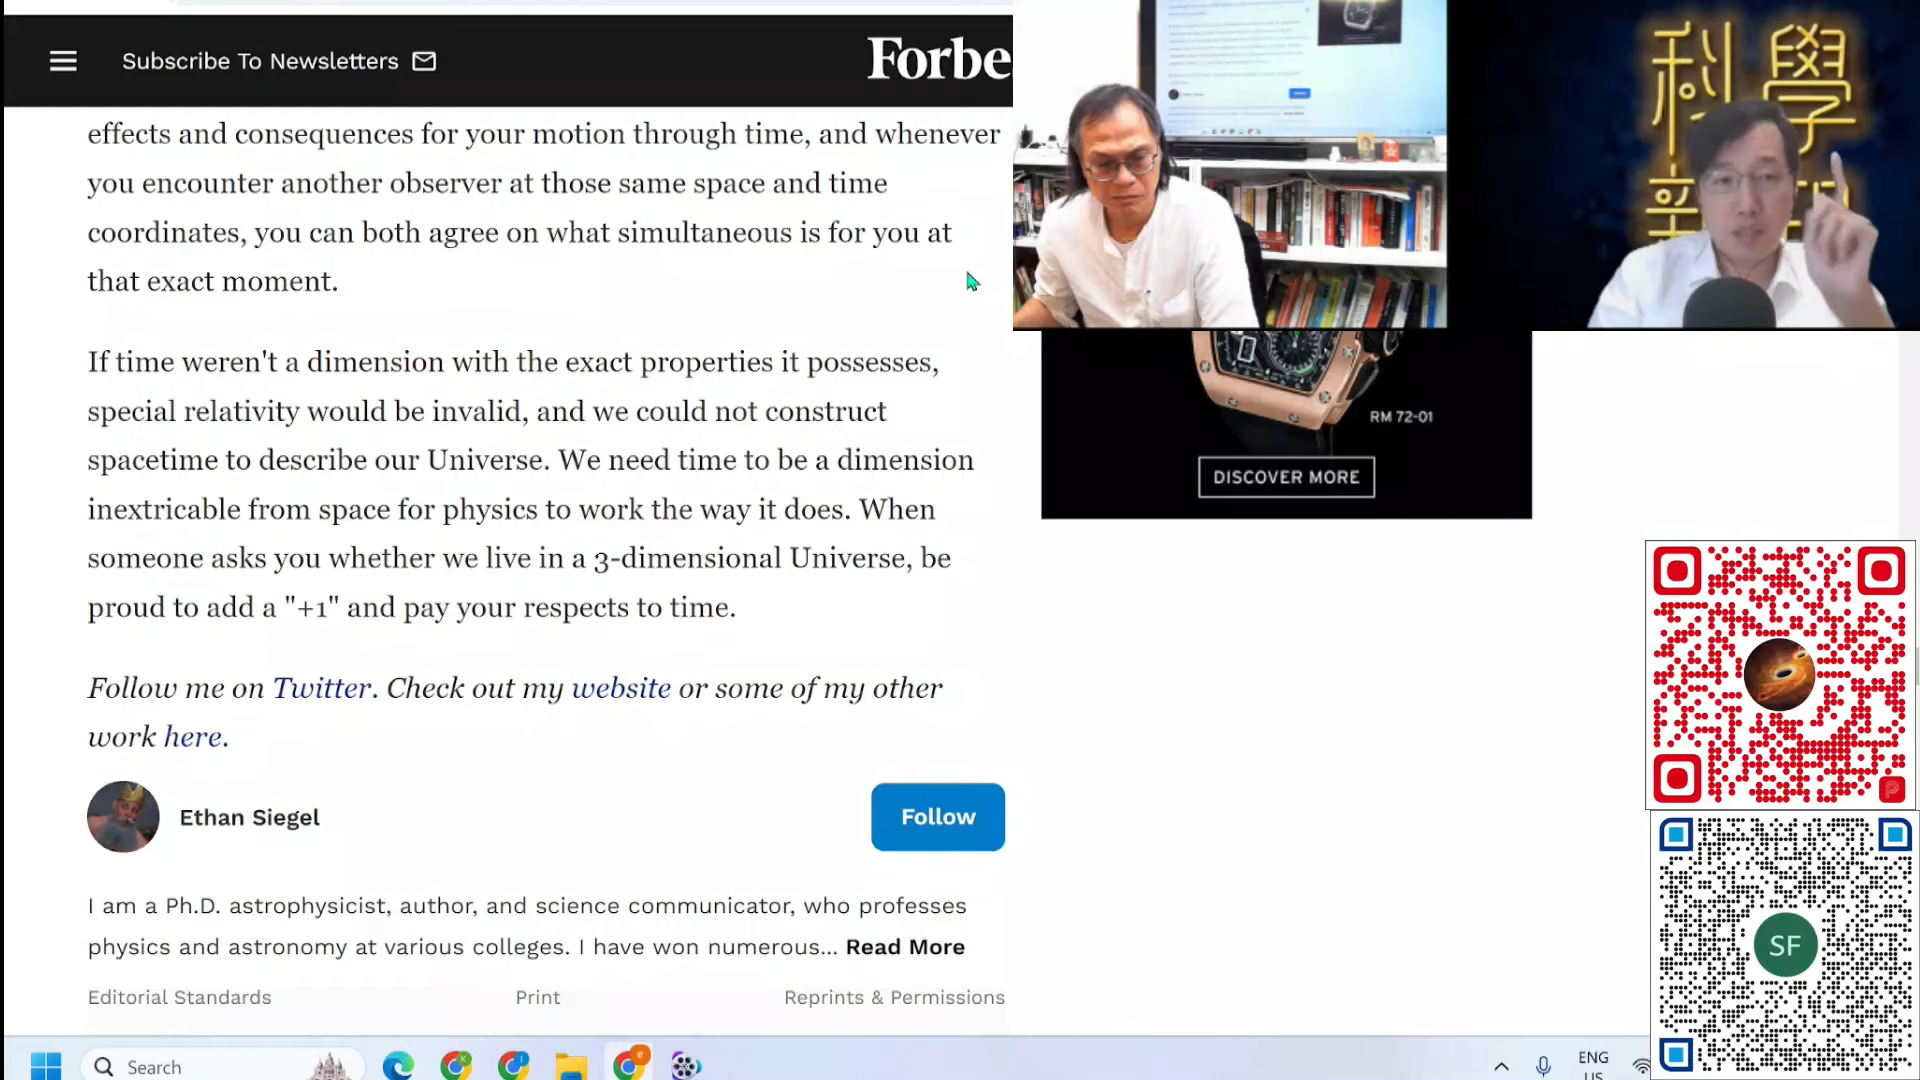 Subscribe To Newsletters
Forbe
effects and consequences for your motion through time, and whenever
you encounter another observer at those same space and time
coordinates, you can both agree on what simultaneous is for you at
that exact moment.
If time weren't a dimension with the exact properties it possesses,
special relativity would be invalid, and we could not construct
spacetime to describe our Universe. We need time to be a dimension
inextricable from space for physics to work the way it does. When
someone asks you whether we live in a 3-dimensional Universe, be
proud to add a "+1" and pay your respects to time.
Follow me on Twitter. Check out my website or some of my other
work here.
Ethan Siegel
Follow
I am a Ph.D. astrophysicist, author, and science communicator, who professes
physics and astronomy at various colleges. I have won numerous... Read More
Editorial Standards
Print
Reprints & Permissions
科學
新
RM 72-01
DISCOVER MORE
SF
Search
ENG
US